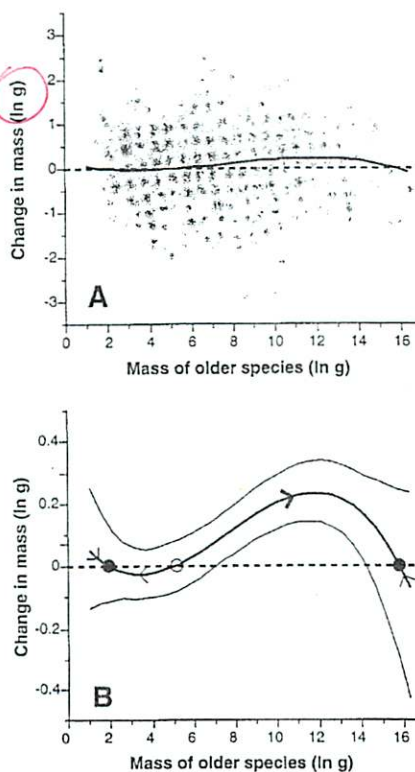 3
2
1
0
-1
-2
-3
Change in mass (ln g)
A
0 2 4 6 8 10 12 14 16
Mass of older species (ln g)
0.4
0.2
0
-0.2
-0.4
Change in mass (ln g)
B
0 2 4 6 8 10 12 14 16
Mass of older species (ln g)